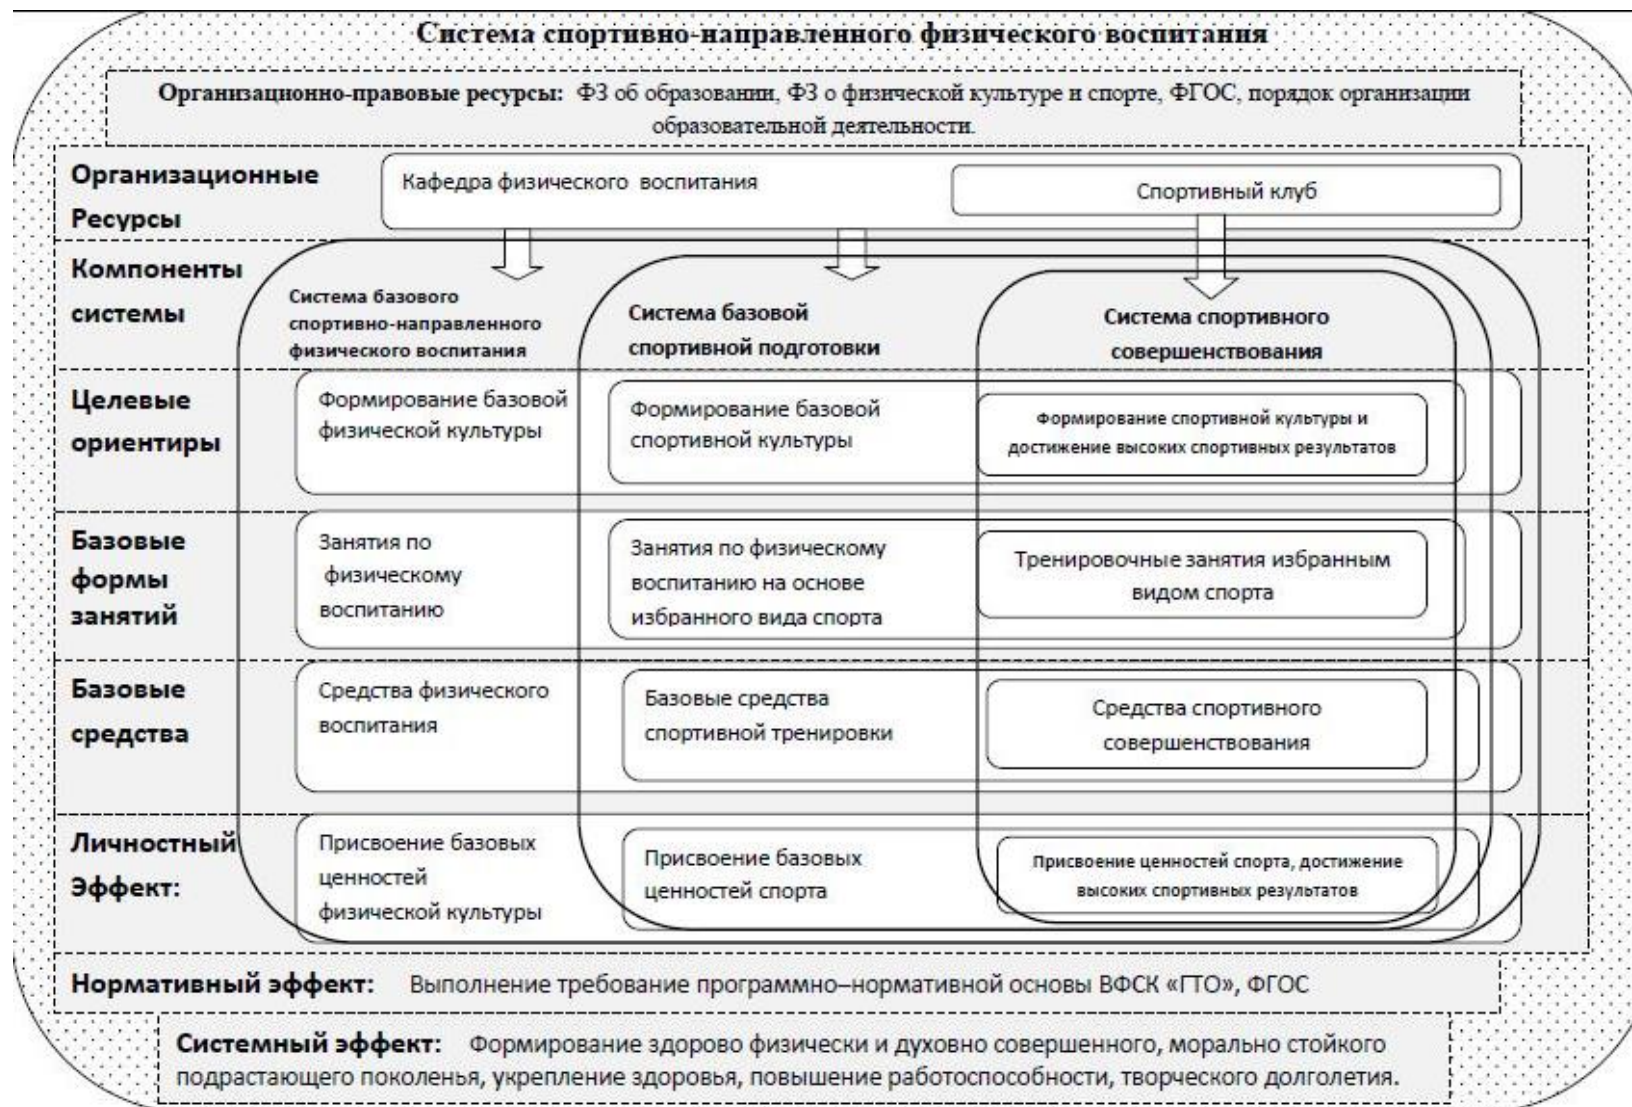 Система спортивно-направленного физического воспитания
Организационно-правовые ресурсы: ФЗ об образовании, ФЗ о физической культуре и спорте, ФГОС, порядок организации
образовательной деятельности.
Организационные
Ресурсы
Кафедра физического воспитания
Спортивный клуб
Компоненты
системы
Система базового
спортивно-направленного
физического воспитания
Система базовой
спортивной подготовки
Система спортивного
совершенствования
Целевые
ориентиры
Формирование базовой
физической культуры
Формирование базовой
спортивной культуры
Формирование спортивной культуры и
достижение высоких спортивных результатов
Базовые
формы
занятий
Занятия по
физическому
воспитанию
Занятия по физическому
воспитанию на основе
избранного вида спорта
Тренировочные занятия избранным
видом спорта
Базовые
средства
Средства физического
воспитания
Базовые средства
спортивной тренировки
Средства спортивного
совершенствования
Личностный
Эффект:
Присвоение базовых
ценностей
физической культуры
Присвоение базовых
ценностей спорта
Присвоение ценностей спорта, достижение
высоких спортивных результатов
Нормативный эффект: Выполнение требование программно–нормативной основы ВФСК «ГТО», ФГОС
Системный эффект: Формирование здорово физически и духовно совершенного, морально стойкого
подрастающего поколенья, укрепление здоровья, повышение работоспособности, творческого долголетия.